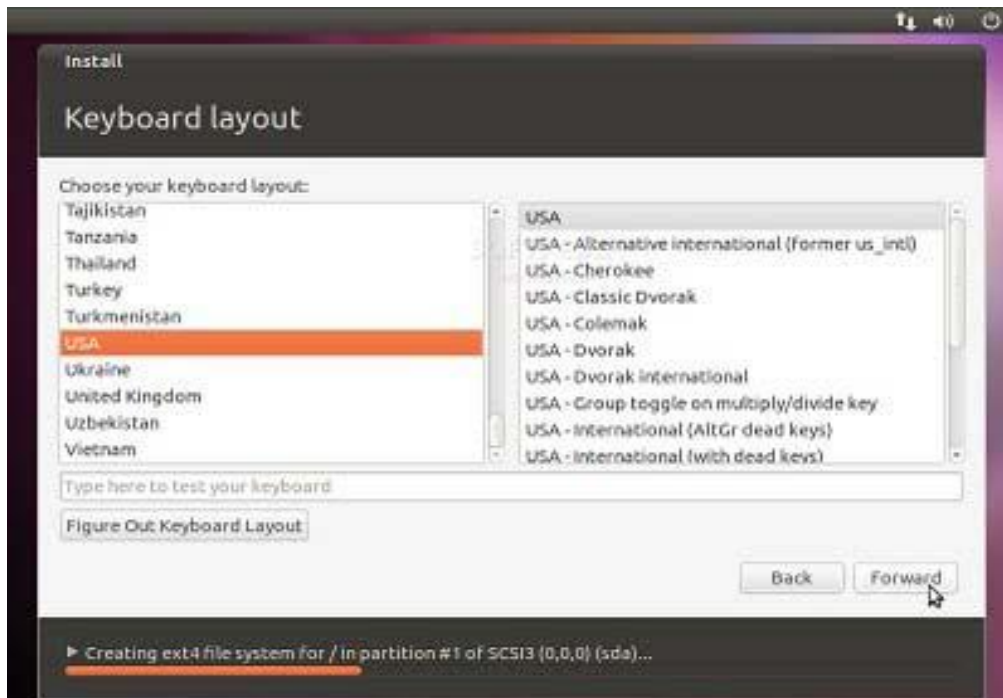 Install
Keyboard layout
Choose your keyboard layout:
Tajikistan
Tanzania
Thailand
Turkey
Turkmenistan
USA
Ukraine
United Kingdom
Uzbekistan
Vietnam
USA
USA - Alternative international (former us_intl)
USA - Cherokee
USA - Classic Dvorak
USA - Colemak
USA - Dvorak
USA - Dvorak international
USA - Group toggle on multiply/divide key
USA - International (AltGr dead keys)
USA - International (with dead keys)
Type here to test your keyboard
Figure Out Keyboard Layout
Back
Forward
Creating ext4 file system for / in partition #1 of SCSI3 (0,0,0) (sda)...